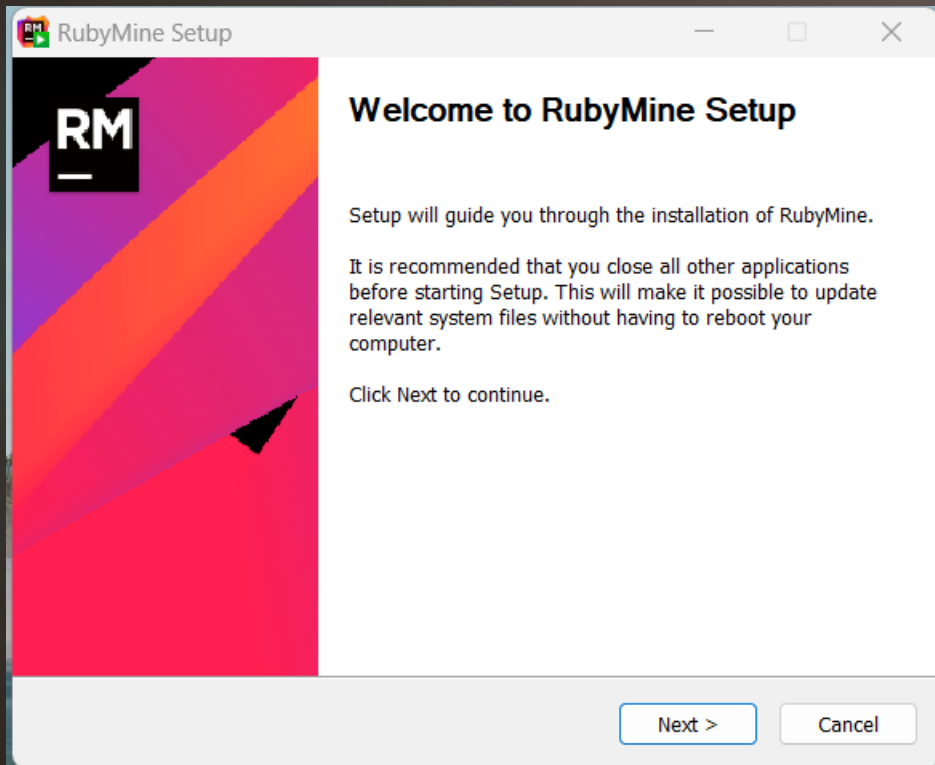 RubyMine Setup
RM
Welcome to RubyMine Setup
Setup will guide you through the installation of RubyMine.
It is recommended that you close all other applications
before starting Setup. This will make it possible to update
relevant system files without having to reboot your
computer.
Click Next to continue.
Next >
Cancel